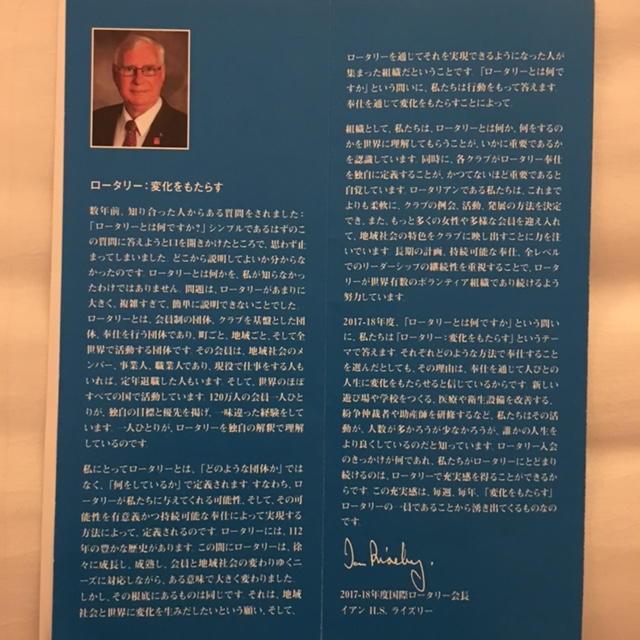 ロータリー：変化をもたらす
数年前、知り合った人からある質問をされました：
「ロータリーとは何ですか？」シンプルであるはずのこ
の質問に答えようと口を開きかけたところで、思わず止
まってしまいました。どこから説明してよいか分からな
かったのです。ロータリーとは何かを、私が知らなかっ
たわけではありません。問題は、ロータリーがあまりに
大きく、複雑すぎて、簡単に説明できないことでした。
ロータリーとは、会員制の団体、クラブを基盤とした団
体、奉仕を行う団体であり、町ごと、地域ごと、そして全
世界で活動する団体です。その会員は、地域社会のメ
ンバー、事業人、職業人であり、現役で仕事をする人も
いれば、定年退職した人もいます。そして、世界のほぼ
すべての国で活動しています。120万人の会員一人ひと
りが、独自の目標と優先を掲げ、一味違った経験をして
います。一人ひとりが、ロータリーを独自の解釈で理解
しているのです。
私にとってロータリーとは、「どのような団体か」では
なく、「何をしているか」で定義されます。すなわち、ロ
ータリーが私たちに与えてくれる可能性、そして、その可
能性を有意義かつ持続可能な奉仕によって実現する
方法によって、定義されるのです。ロータリーには、112
年の豊かな歴史があります。この間にロータリーは、徐
々に成長し、成熟し、会員と地域社会の変わりゆくニ
ーズに対応しながら、ある意味で大きく変わりました。
しかし、その根底にあるものは同じです。それは、地域
社会と世界に変化を生みだしたいという願い、そして、
ロータリーを通じてそれを実現できるようになった人が
集まった組織だということです。「ロータリーとは何で
すか」という問いに、私たちは行動をもって答えます。
奉仕を通じて変化をもたらすことによって。
組織として、私たちは、ロータリーとは何か、何をするの
かを世界に理解してもらうことが、いかに重要であるか
を認識しています。同時に、各クラブがロータリー奉仕
を独自に定義することが、かつてないほど重要であると
自覚しています。ロータリアンである私たちは、これまで
よりも柔軟に、クラブの例会、活動、発展の方法を決定
でき、また、もっと多くの女性や多様な会員を迎え入れ
て、地域社会の特色をクラブに映し出すことに力を注
いでいます。長期の計画、持続可能な奉仕、全レベル
でのリーダーシップの継続性を重視することで、ロータ
リーが世界有数のボランティア組織であり続けるよう
努力しています。
2017-18年度、「ロータリーとは何ですか」という問い
に、私たちは「ロータリー：変化をもたらす」というテー
マで答えます。それぞれどのような方法で奉仕すること
を選んだとしても、その理由は、奉仕を通じて人びとの
人生に変化をもたらせると信じているからです。新しい
遊び場や学校をつくる、医療や衛生設備を改善する、
紛争仲裁者や助産師を研修するなど、私たちはその活
動が、人数が多かろうが少なかろうが、誰かの人生を
より良くしているのだと知っています。ロータリー入会
のきっかけが何であれ、私たちがロータリーにとどまり
続けるのは、ロータリーで充実感を得ることができるか
らです。この充実感は、毎週、毎年、「変化をもたらす」
ロータリーの一員であることから湧き出てくるものなの
です。
2017-18年度国際ロータリー会長
イアン H.S. ライズリー